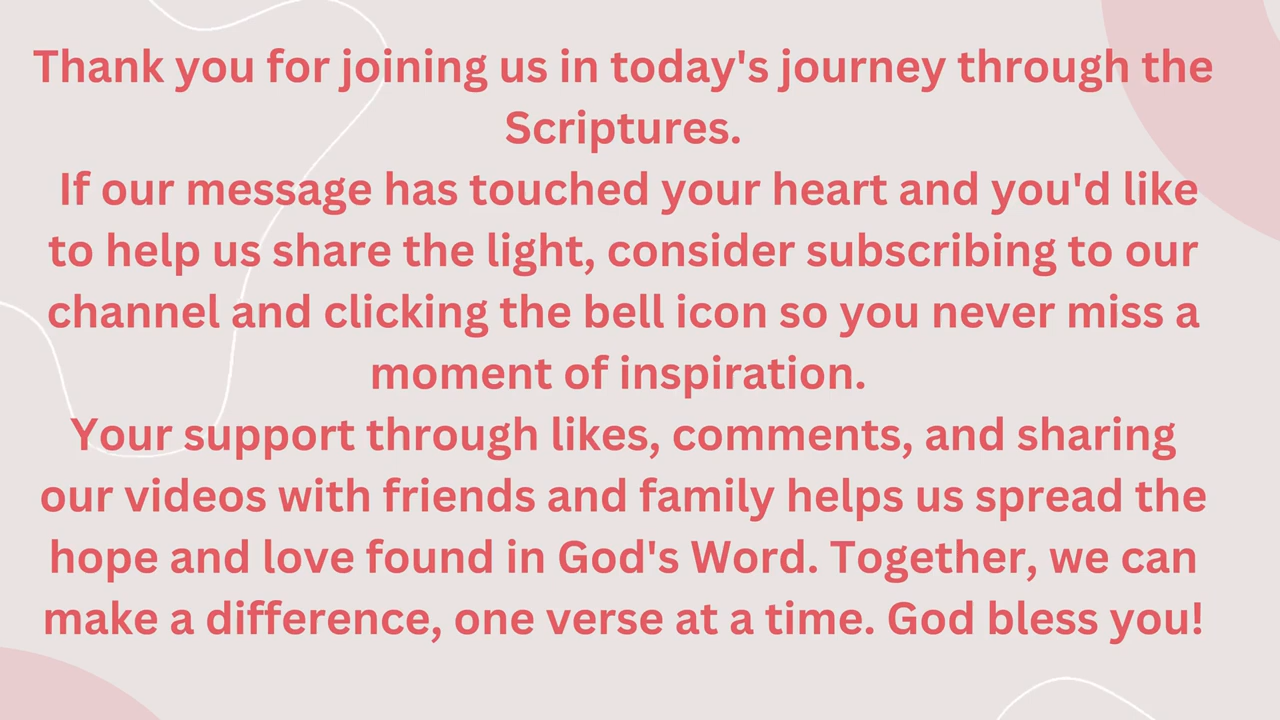 Thank you for joining us in today's journey through the
Scriptures.
If our message has touched your heart and you'd like
to help us share the light, consider subscribing to our
channel and clicking the bell icon so you never miss a
moment of inspiration.
Your support through likes, comments, and sharing
our videos with friends and family helps us spread the
hope and love found in God's Word. Together, we can
make a difference, one verse at a time. God bless you!